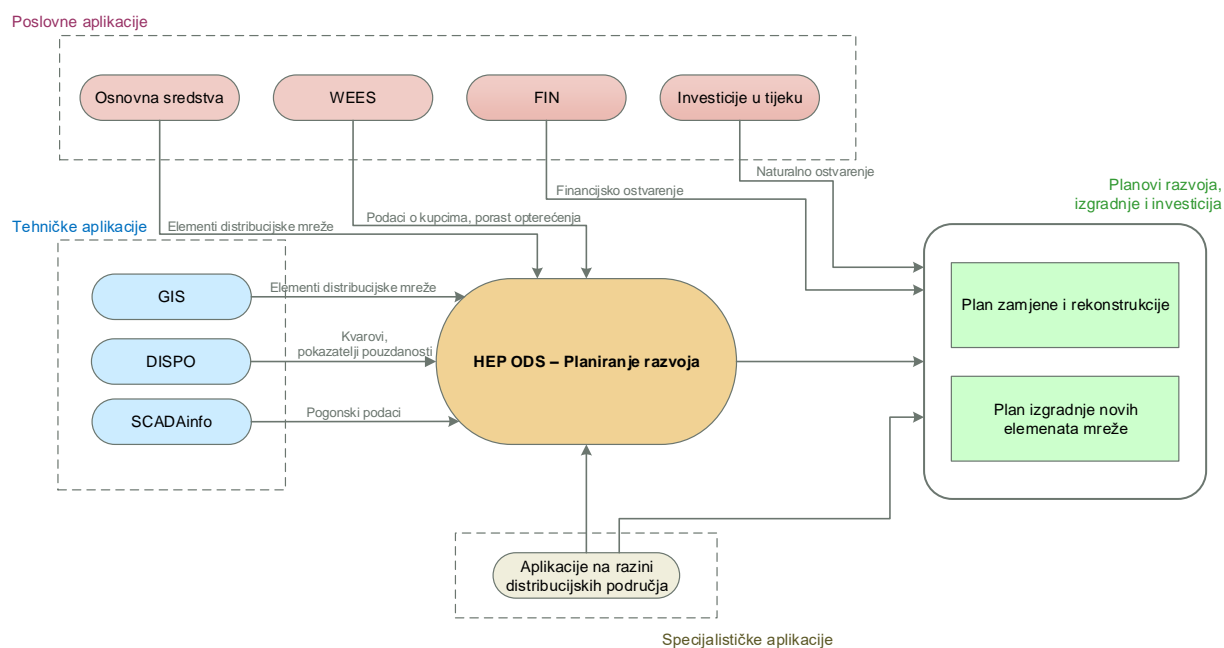 Poslovne aplikacije
Osnovna sredstva
WEES
FIN
Investicije u tijeku
Naturalno ostvarenje
Financijsko ostvarenje
Planovi razvoja,
izgradnje i investicija
Podaci o kupcima, porast opterećenja
Tehničke aplikacije
Elementi distribucijske mreže
GIS
Elementi distribucijske mreže
Plan zamjene i rekonstrukcije
Kvarovi,
pokazatelji pouzdanosti
DISPO
HEP ODS – Planiranje razvoja
SCADAinfo
Pogonski podaci
Plan izgradnje novih
elemenata mreže
Aplikacije na razini
distribucijskih područja
Specijalističke aplikacije